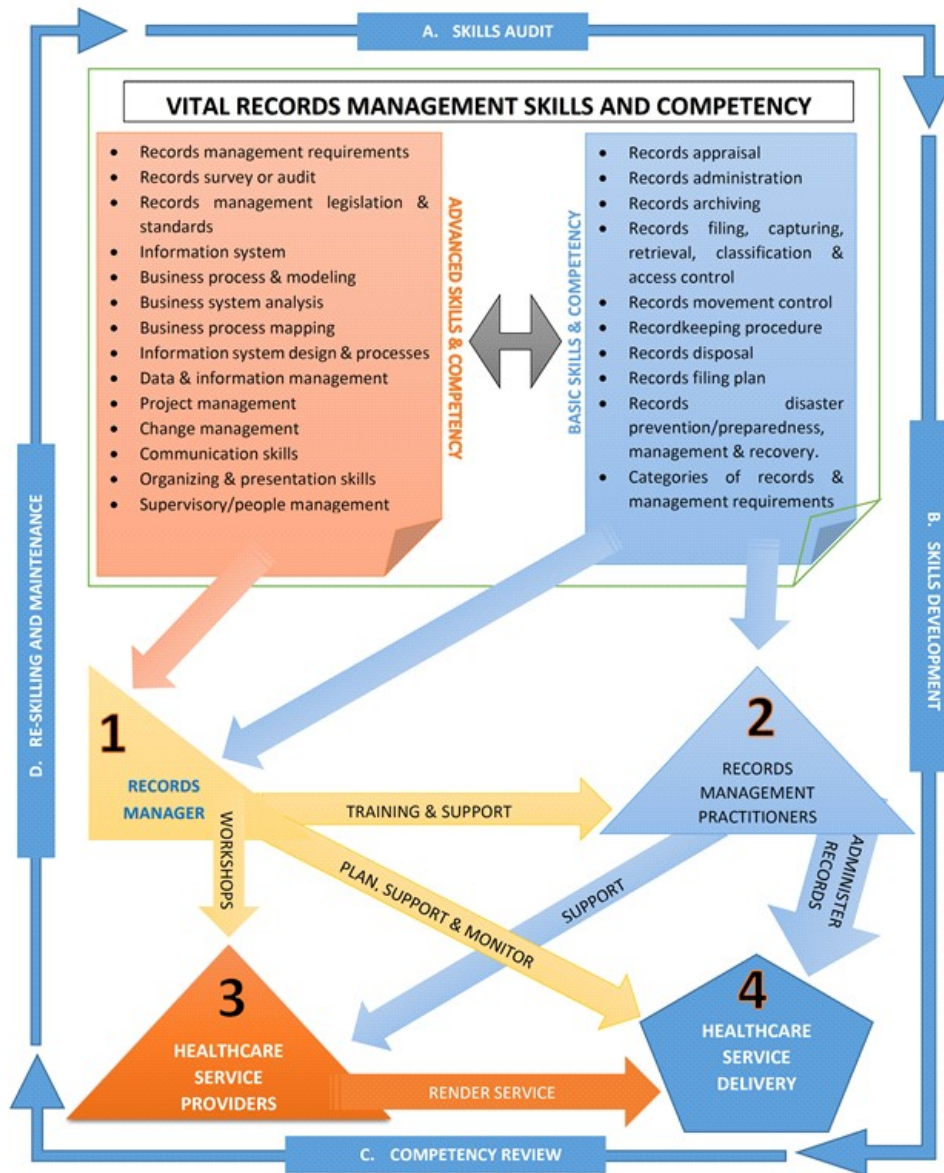 A. SKILLS AUDIT
VITAL RECORDS MANAGEMENT SKILLS AND COMPETENCY
• Records management requirements
• Records survey or audit
• Records management legislation &
standards
• Information system
• Business process & modeling
• Business system analysis
• Business process mapping
• Information system design & processes
• Data & information management
• Project management
• Change management
• Communication skills
• Organizing & presentation skills
• Supervisory/people management
ADVANCED SKILLS & COMPETENCY
BASIC SKILLS & COMPETENCY
• Records appraisal
• Records administration
• Records archiving
• Records filing, capturing,
retrieval, classification &
access control
• Records movement control
• Recordkeeping procedure
• Records disposal
• Records filing plan
• Records disaster
prevention/preparedness,
management & recovery.
• Categories of records &
management requirements
B. SKILLS DEVELOPMENT
D. RE-SKILLING AND MAINTENANCE
1
RECORDS
MANAGER
2
RECORDS
MANAGEMENT
PRACTITIONERS
TRAINING & SUPPORT
WORKSHOPS
PLAN. SUPPORT & MONITOR
SUPPORT
ADMINISTER
RECORDS
3
HEALTHCARE
SERVICE
PROVIDERS
4
HEALTHCARE
SERVICE
DELIVERY
RENDER SERVICE
C. COMPETENCY REVIEW